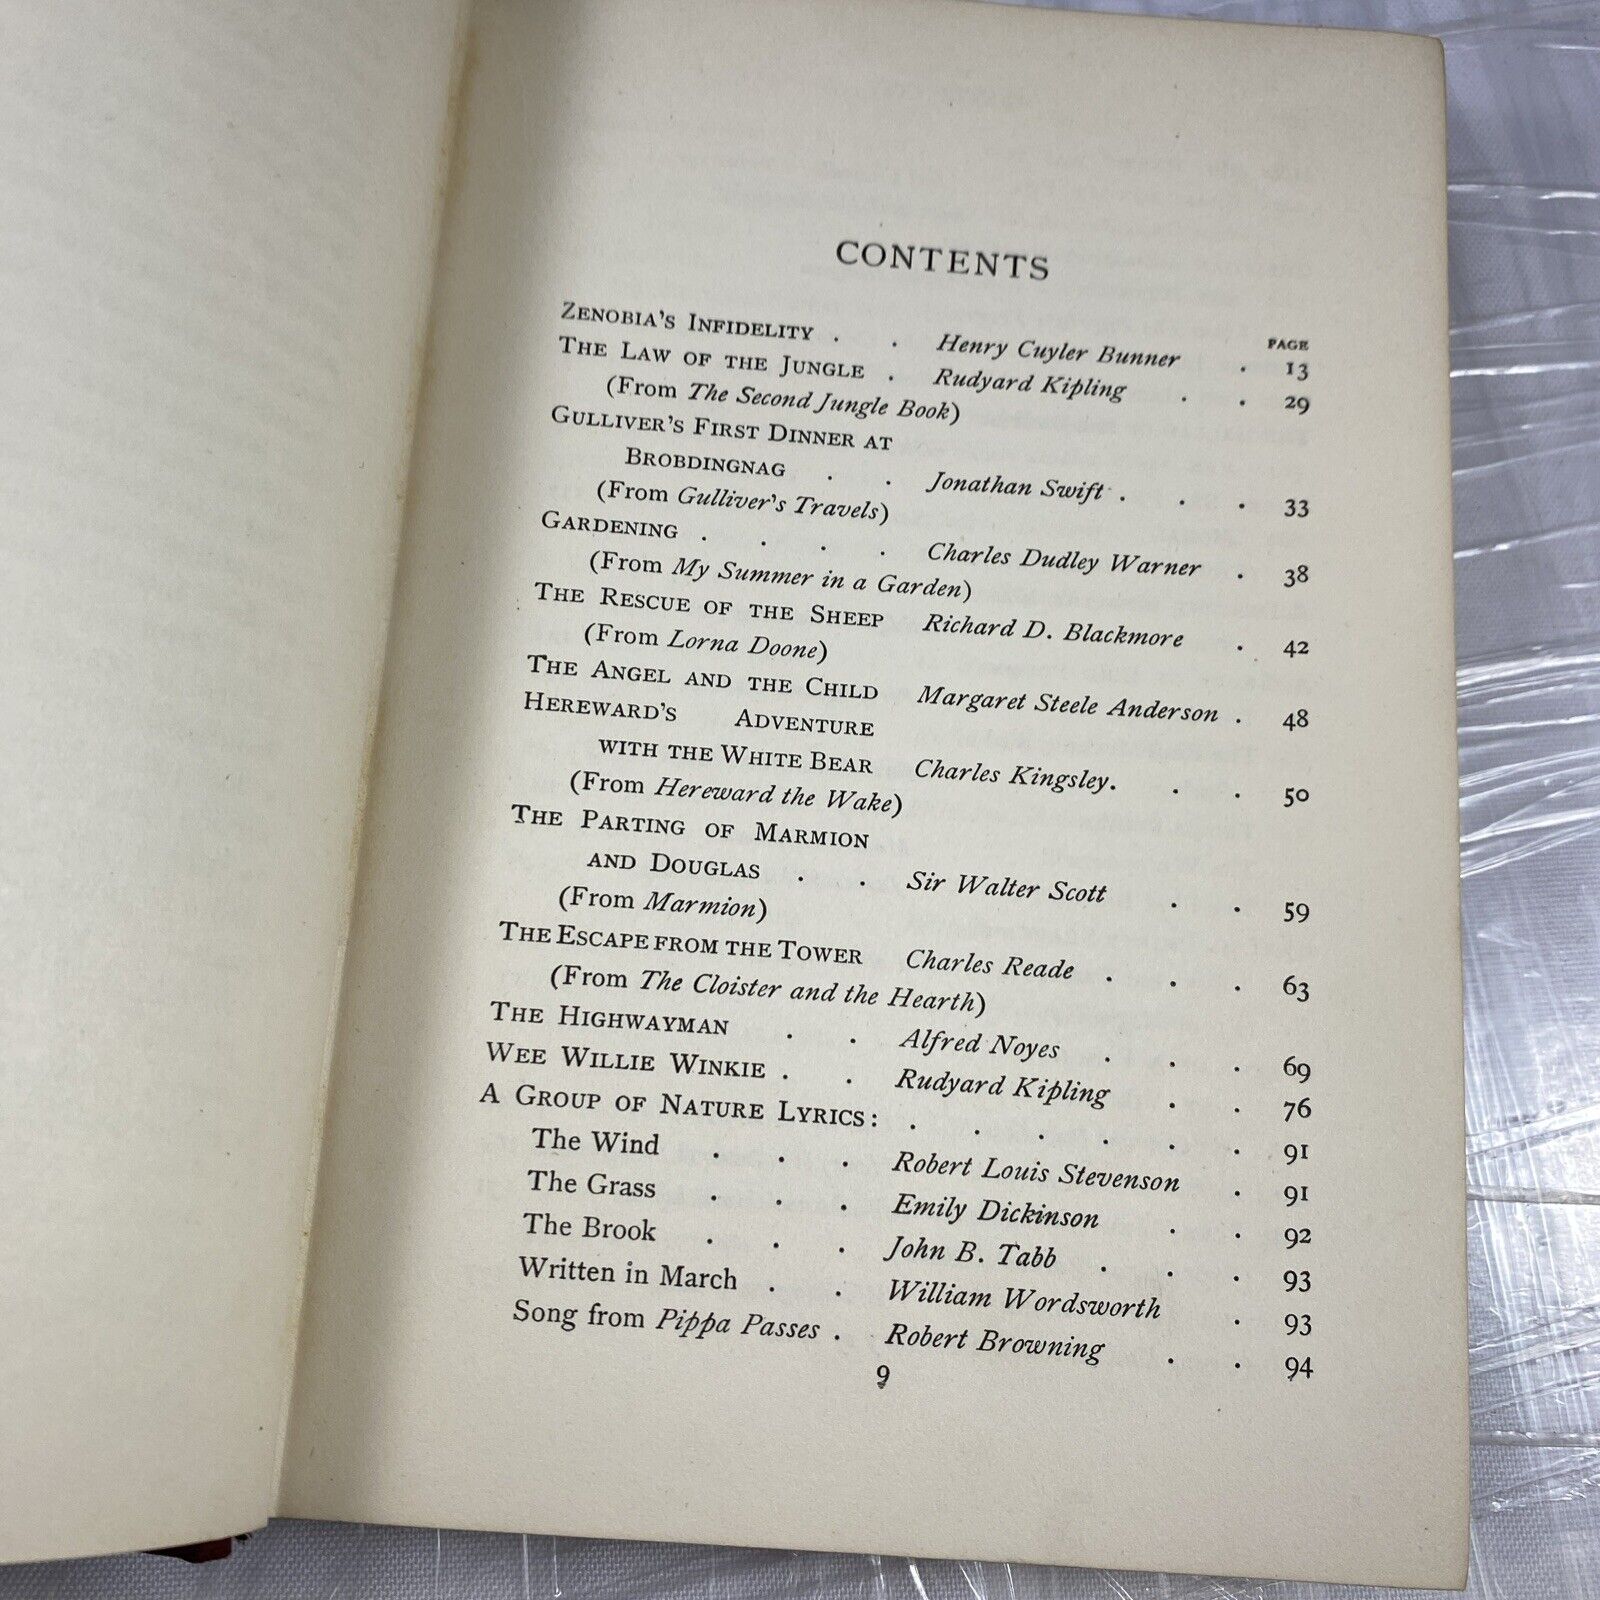 CONTENTS
PAGE
ZENOBIA'S INFIDELITY . . Henry Cuyler Bunner . 13
THE LAW OF THE JUNGLE . Rudyard Kipling . . 29
(From The Second Jungle Book)
GULLIVER'S FIRST DINNER AT
BROBDINGNAG . . Jonathan Swift . . . 33
(From Gulliver's Travels)
GARDENING . . . . Charles Dudley Warner . 38
(From My Summer in a Garden)
THE RESCUE OF THE SHEEP Richard D. Blackmore . 42
(From Lorna Doone)
THE ANGEL AND THE CHILD Margaret Steele Anderson . 48
HEREWARD'S ADVENTURE
WITH THE WHITE BEAR Charles Kingsley . . . 50
(From Hereward the Wake)
THE PARTING OF MARMION
AND DOUGLAS . . Sir Walter Scott . . 59
(From Marmion)
THE ESCAPE FROM THE TOWER Charles Reade . . . 63
(From The Cloister and the Hearth)
THE HIGHWAYMAN . . Alfred Noyes . . . 69
WEE WILLIE WINKIE . . Rudyard Kipling . . 76
A GROUP OF NATURE LYRICS: . . . . . . 91
The Wind . . . Robert Louis Stevenson . 91
The Grass . . . Emily Dickinson . . 92
The Brook . . . John B. Tabb . . . 93
Written in March . . William Wordsworth . 93
Song from Pippa Passes . Robert Browning . . 94
9